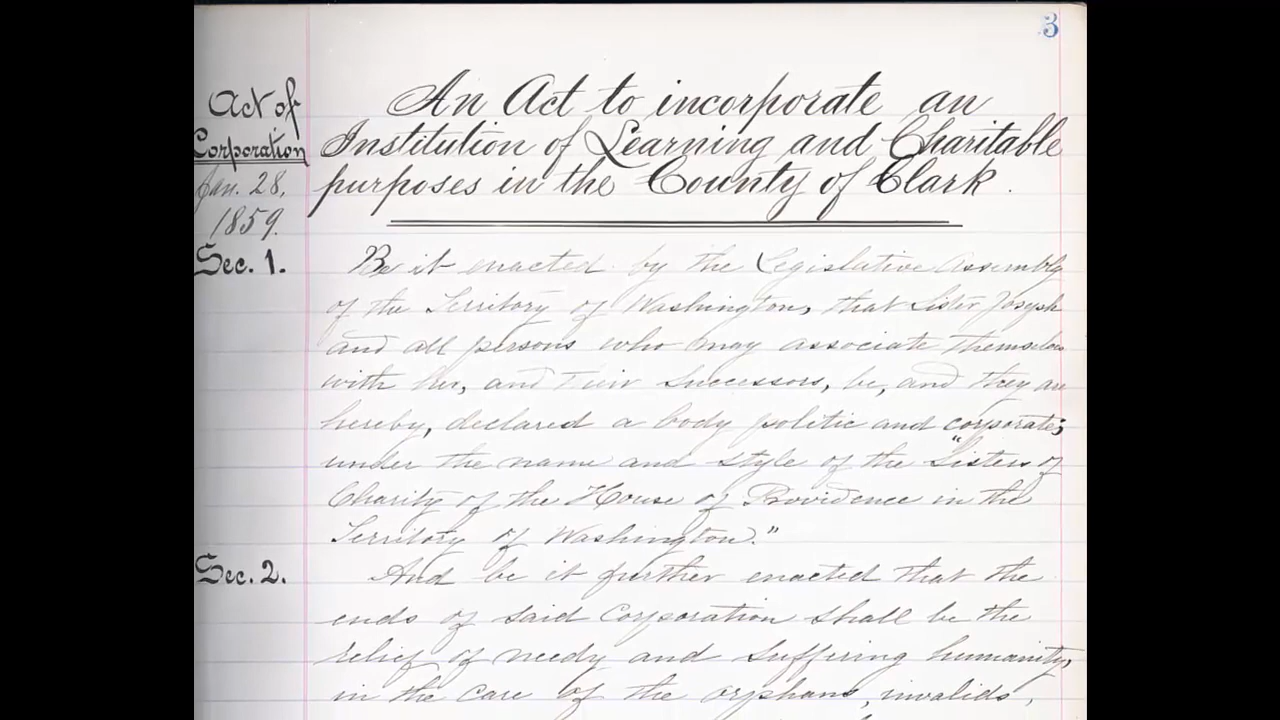 3
Act of
Corporation
Jan. 28,
1859.
An Act to incorporate an
Institution of Learning and Charitable
purposes in the County of Clark.
Sec. 1.
Be it enacted by the Legislative Assembly
of the Territory of Washington, that Sister Joseph
and all persons who may associate themselves
with her, and their successors, be, and they are
hereby, declared a body politic and corporate,
under the name and style of the "Sisters of
Charity of the House of Providence in the
Territory of Washington."
Sec. 2.
And be it further enacted that the
ends of said Corporation shall be the
relief of needy and suffering humanity,
in the care of the orphans, invalids,